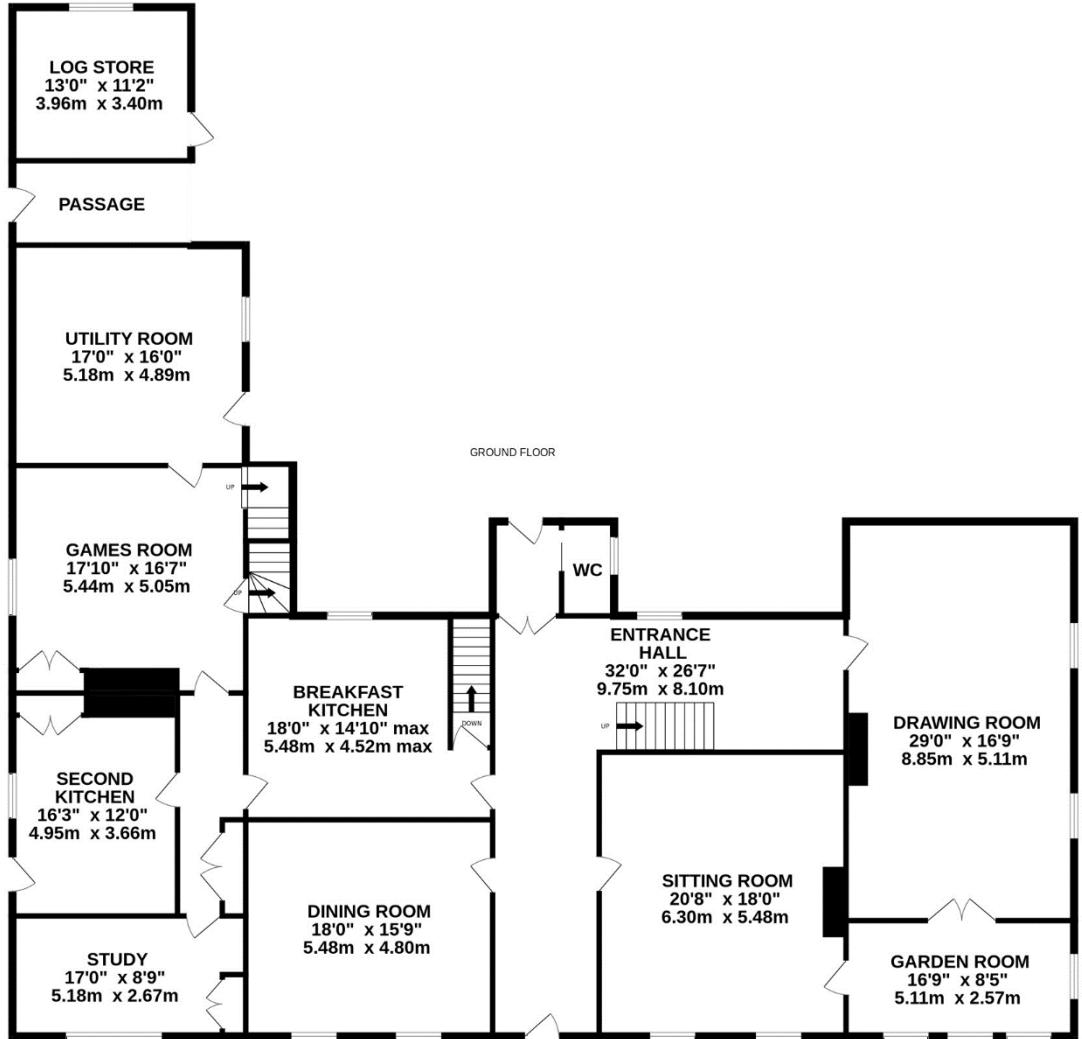 LOG STORE
13'0" x 11'2"
3.96m x 3.40m
PASSAGE
UTILITY ROOM
17'0" x 16'0"
5.18m x 4.89m
GROUND FLOOR
UP
GAMES ROOM
17'10" x 16'7"
5.44m x 5.05m
UP
WC
ENTRANCE
HALL
32'0" x 26'7"
9.75m x 8.10m
UP
BREAKFAST
KITCHEN
18'0" x 14'10" max
5.48m x 4.52m max
DOWN
DRAWING ROOM
29'0" x 16'9"
8.85m x 5.11m
SECOND
KITCHEN
16'3" x 12'0"
4.95m x 3.66m
SITTING ROOM
20'8" x 18'0"
6.30m x 5.48m
DINING ROOM
18'0" x 15'9"
5.48m x 4.80m
STUDY
17'0" x 8'9"
5.18m x 2.67m
GARDEN ROOM
16'9" x 8'5"
5.11m x 2.57m